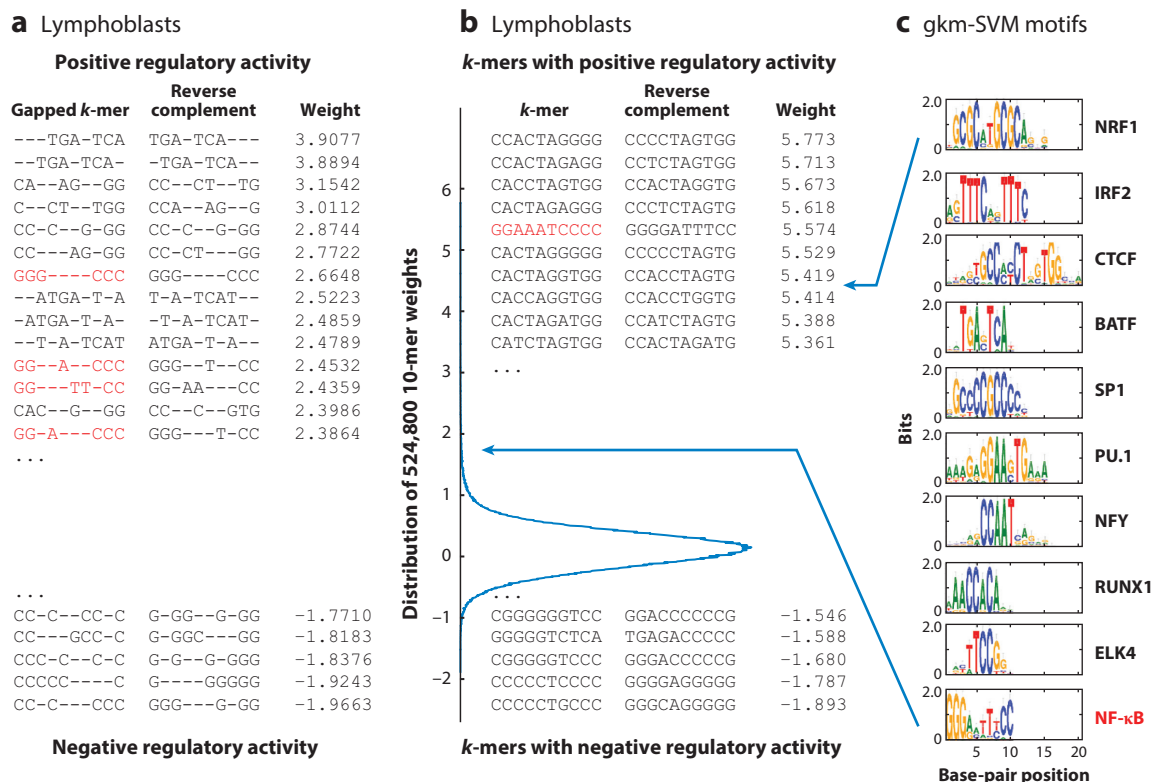 a Lymphoblasts
Positive regulatory activity
Gapped k-mer Reverse complement Weight
---TGA-TCA TGA-TCA--- 3.9077
--TGA-TCA- -TGA-TCA-- 3.8894
CA--AG--GG CC--CT--TG 3.1542
C--CT--TGG CCA--AG--G 3.0112
CC-C--G-GG CC-C--G-GG 2.8744
CC---AG-GG CC-CT---GG 2.7722
GGG----CCC GGG----CCC 2.6648
--ATGA-T-A T-A-TCAT-- 2.5223
-ATGA-T-A- -T-A-TCAT- 2.4859
--T-A-TCAT ATGA-T-A-- 2.4789
GG--A--CCC GGG--T--CC 2.4532
GG---TT-CC GG-AA---CC 2.4359
CAC--G--GG CC--C--GTG 2.3986
GG-A---CCC GGG---T-CC 2.3864
...
...
CC-C--CC-C G-GG--G-GG −1.7710
CC---GCC-C G-GGC---GG −1.8183
CCC-C--C-C G-G--G-GGG −1.8376
CCCCC----C G----GGGGG −1.9243
CC-C---CCC GGG---G-GG −1.9663
Negative regulatory activity
b Lymphoblasts
k-mers with positive regulatory activity
k-mer Reverse complement Weight
CCACTAGGGG CCCCTAGTGG 5.773
CCACTAGAGG CCTCTAGTGG 5.713
CACCTAGTGG CCACTAGGTG 5.673
CACTAGAGGG CCCTCTAGTG 5.618
GGAAATCCCC GGGGATTTCC 5.574
CCACTAGAGG CCTCTAGTGG 5.529
CACTAGGTGG CCACCTAGTG 5.419
CACCAGGTGG CCACCTGGTG 5.414
CACTAGATGG CCATCTAGTG 5.388
CATCTAGTGG CCACTAGATG 5.361
...
...
CGGGGGGTCC GGACCCCCCG −1.546
GGGGGTCTCA TGAGACCCCC −1.588
CGGGGGTCCC GGGACCCCCG −1.680
CCCCCTCCCC GGGGAGGGGG −1.787
CCCCCTGCCC GGGCAGGGGG −1.893
k-mers with negative regulatory activity
Distribution of 524,800 10-mer weights
6
5
4
3
2
1
0
−1
−2
c gkm-SVM motifs
2.0
0
NRF1
2.0
0
IRF2
2.0
0
CTCF
2.0
0
BATF
2.0
0
SP1
2.0
0
PU.1
2.0
0
NFY
2.0
0
RUNX1
2.0
0
ELK4
2.0
0
NF-κB
5 10 15 20
Bits
Base-pair position